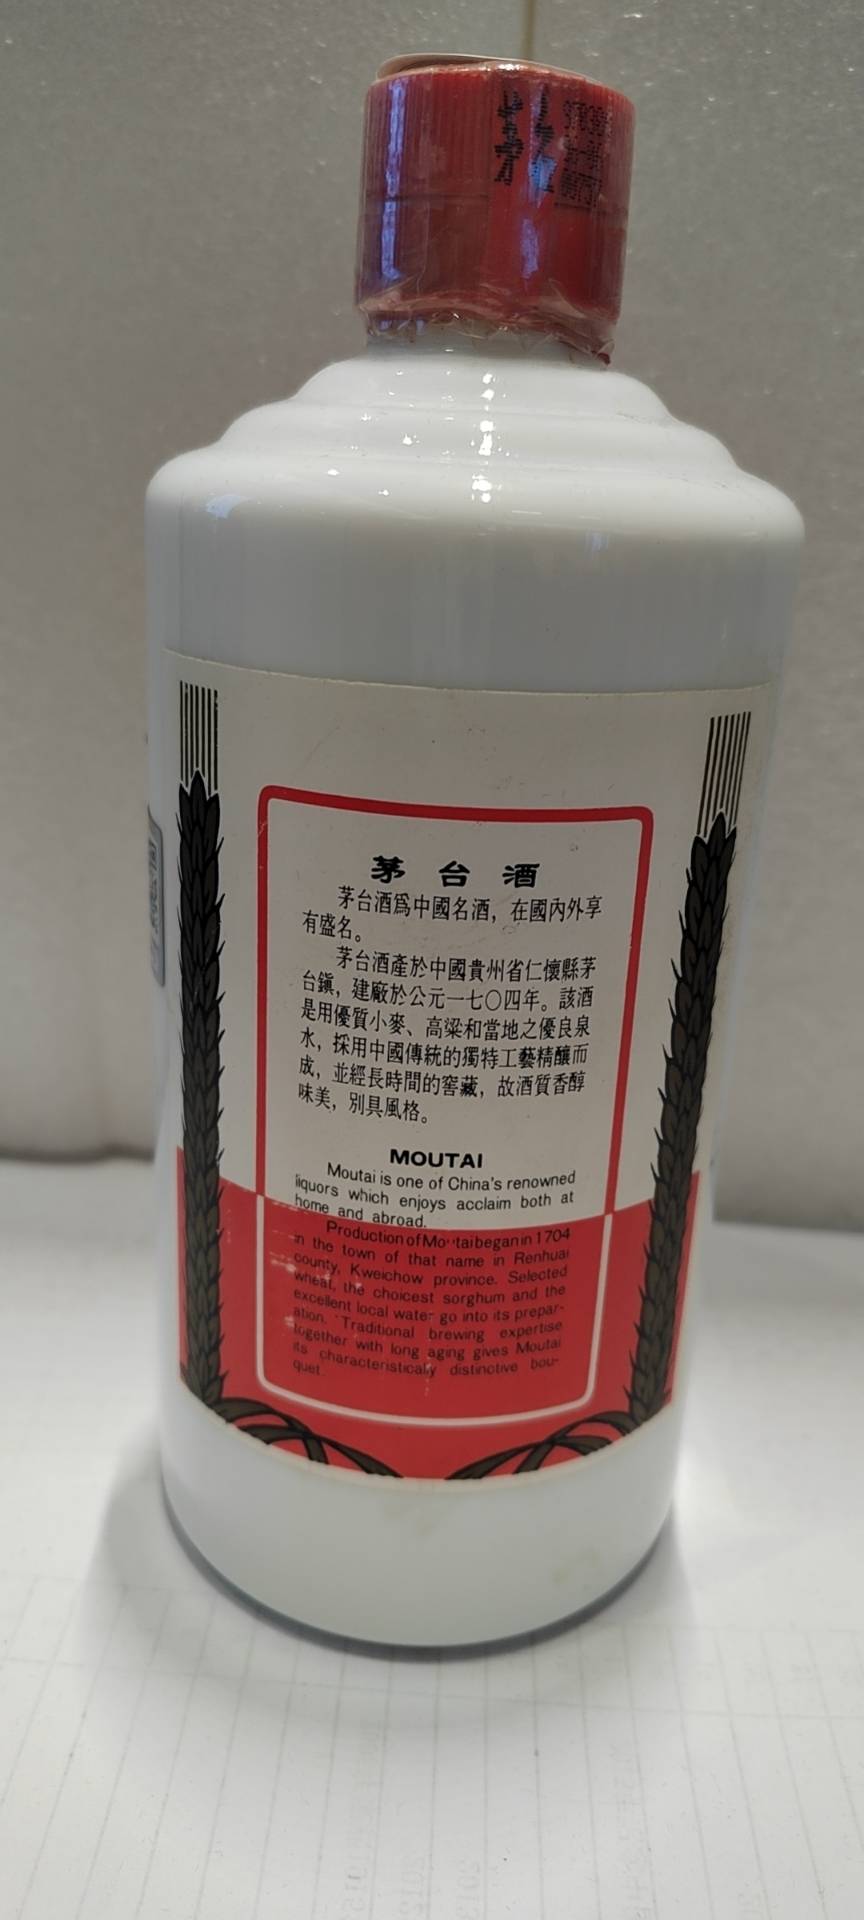 茅台酒
茅台酒爲中國名酒，在國內外享
有盛名。
茅台酒產於中國貴州省仁懷縣茅
台鎭，建廠於公元一七〇四年。該酒
是用優質小麥、高粱和當地之優良泉
水，採用中國傳統的獨特工藝精釀而
成，並經長時間的窖藏，故酒質香醇
味美，別具風格。
MOUTAI
Moutai is one of China's renowned
liquors which enjoys acclaim both at
home and abroad.
Production of Moutai began in 1704
in the town of that name in Renhuai
county, Kweichow province. Selected
wheat, the choicest sorghum and the
excellent local water go into its prepar-
ation. Traditional brewing expertise
together with long aging gives Moutai
its characteristically distinctive bou-
quet